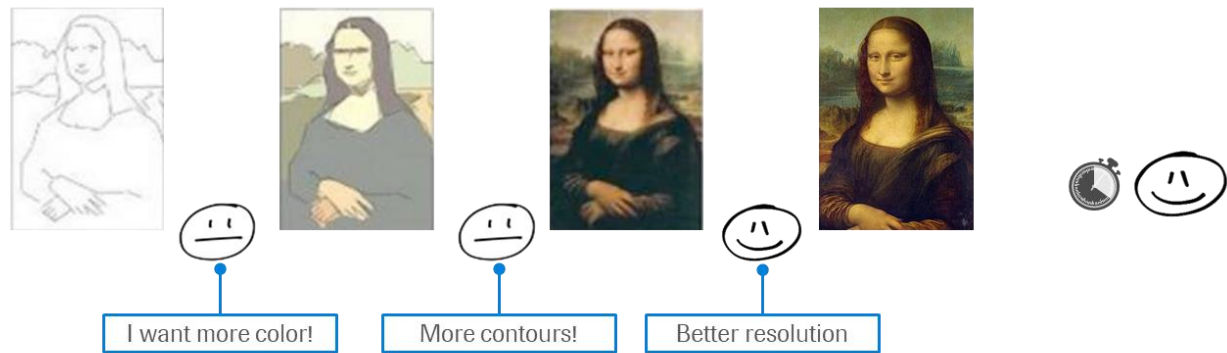 I want more color!
More contours!
Better resolution